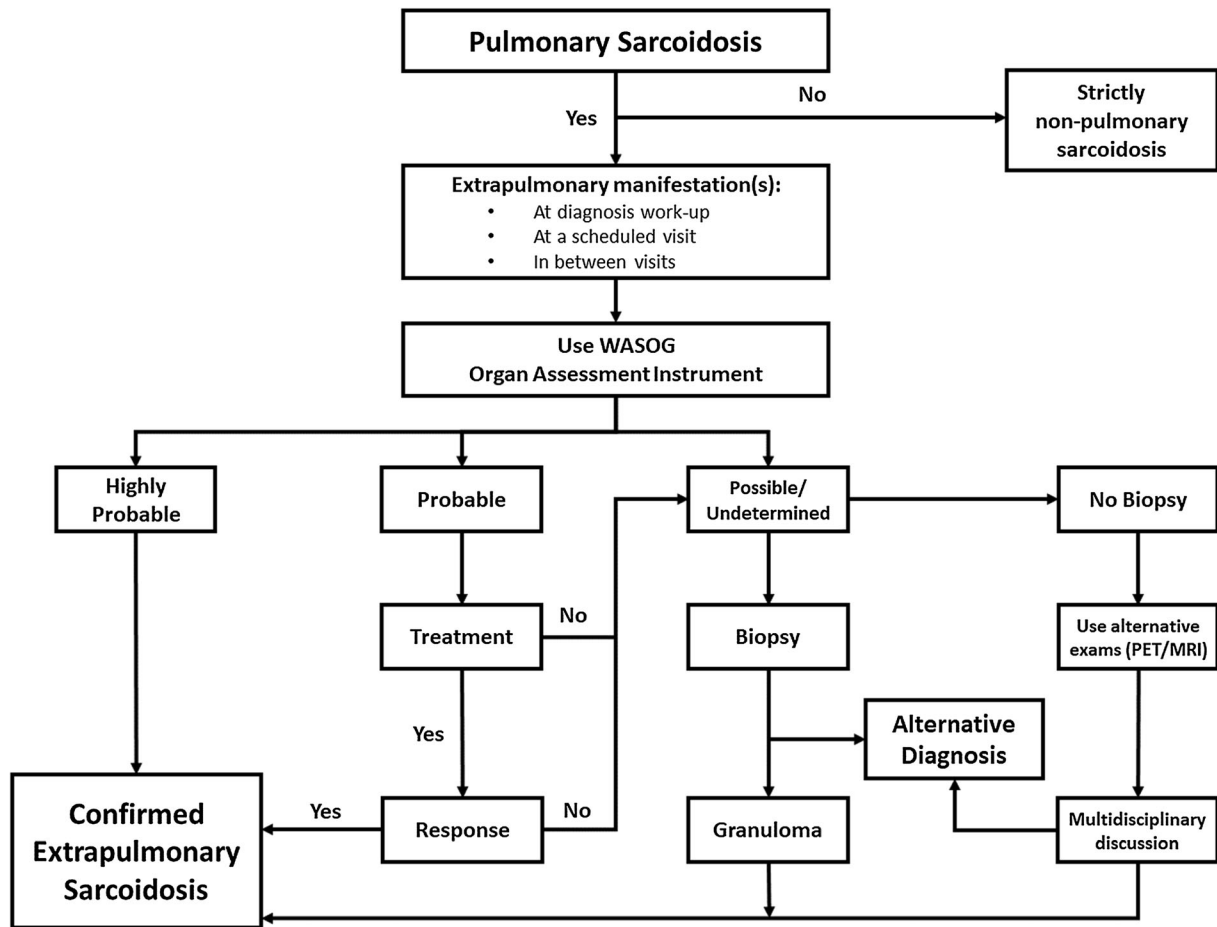 Pulmonary Sarcoidosis
No
Yes
Strictly
non-pulmonary
sarcoidosis
Extrapulmonary manifestation(s):
• At diagnosis work-up
• At a scheduled visit
• In between visits
Use WASOG
Organ Assessment Instrument
Highly
Probable
Probable
Possible/
Undetermined
No Biopsy
Treatment
No
Biopsy
Use alternative
exams (PET/MRI)
Yes
Alternative
Diagnosis
Confirmed
Extrapulmonary
Sarcoidosis
Yes
Response
No
Granuloma
Multidisciplinary
discussion